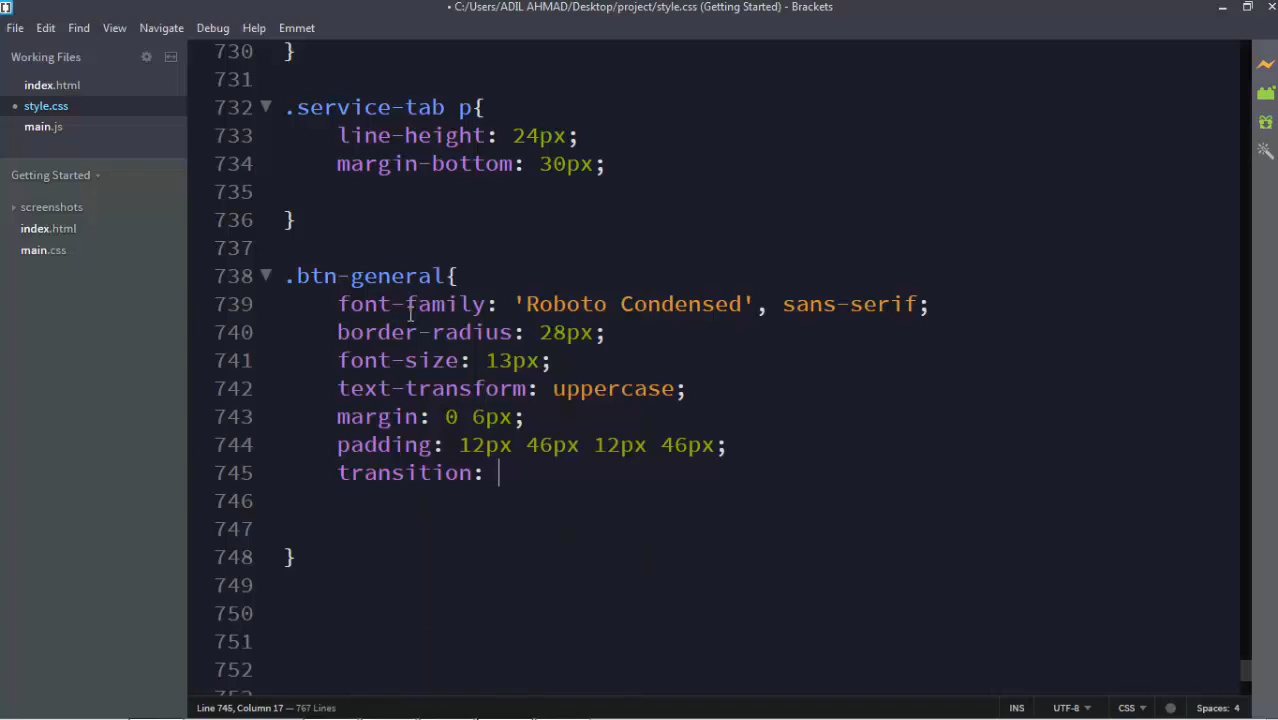 • C:/Users/ADIL AHMAD/Desktop/project/style.css (Getting Started) - Brackets
File Edit Find View Navigate Debug Help Emmet
Working Files
index.html
• style.css
main.js
Getting Started
screenshots
index.html
main.css
730 }
731
732 .service-tab p{
733 line-height: 24px;
734 margin-bottom: 30px;
735
736 }
737
738 .btn-general{
739 font-family: 'Roboto Condensed', sans-serif;
740 border-radius: 28px;
741 font-size: 13px;
742 text-transform: uppercase;
743 margin: 0 6px;
744 padding: 12px 46px 12px 46px;
745 transition:
746
747
748 }
749
750
751
752
Line 745, Column 17 — 767 Lines
INS UTF-8 CSS Spaces: 4